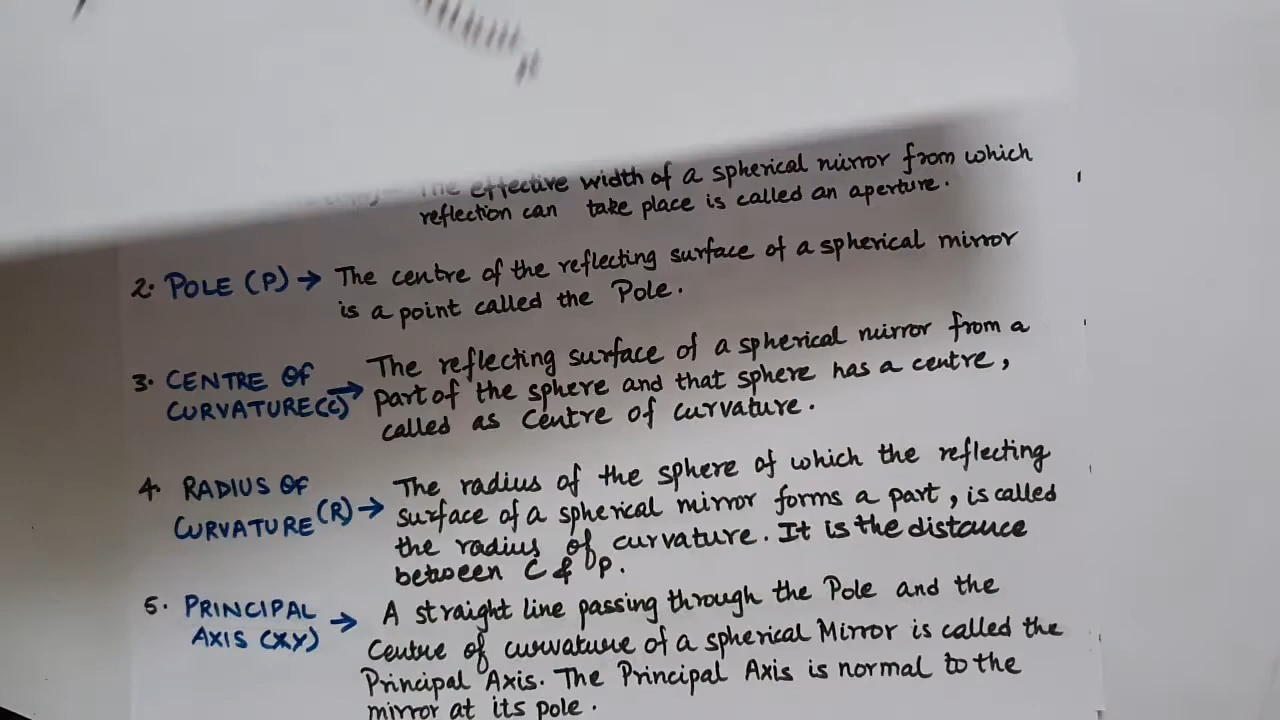 The effective width of a spherical mirror from which
reflection can take place is called an aperture.
2. POLE (P) → The centre of the reflecting surface of a spherical mirror
is a point called the Pole.
3. CENTRE OF CURVATURE (C) → The reflecting surface of a spherical mirror from a
part of the sphere and that sphere has a centre,
called as Centre of curvature.
4. RADIUS OF CURVATURE (R) → The radius of the sphere of which the reflecting
surface of a spherical mirror forms a part, is called
the radius of curvature. It is the distance
between C & P.
5. PRINCIPAL AXIS (XY) → A straight line passing through the Pole and the
Centre of curvature of a spherical Mirror is called the
Principal Axis. The Principal Axis is normal to the
mirror at its pole.